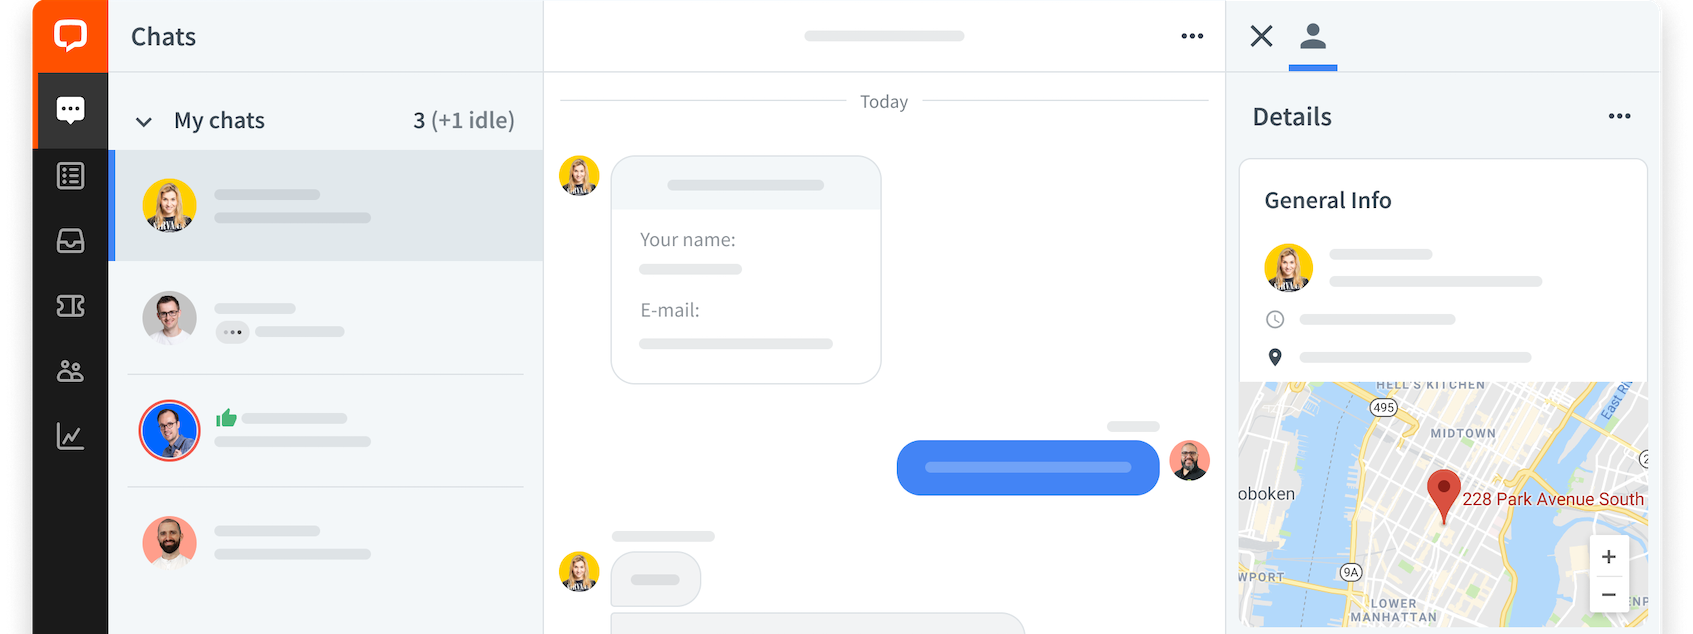 Chats
My chats
3 (+1 idle)
Today
Your name:
E-mail:
Details
General Info
HELL'S KITCHEN
495
East Ri
MIDTOWN
oboken
228 Park Avenue South
9A
WPORT
LOWER
MANHATTAN
ENP